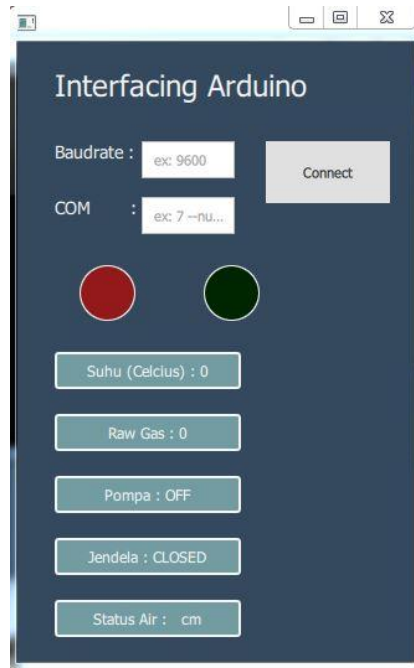 Interfacing Arduino
Baudrate : ex: 9600
Connect
COM : ex: 7 --nu...
Suhu (Celcius) : 0
Raw Gas : 0
Pompa : OFF
Jendela : CLOSED
Status Air : cm